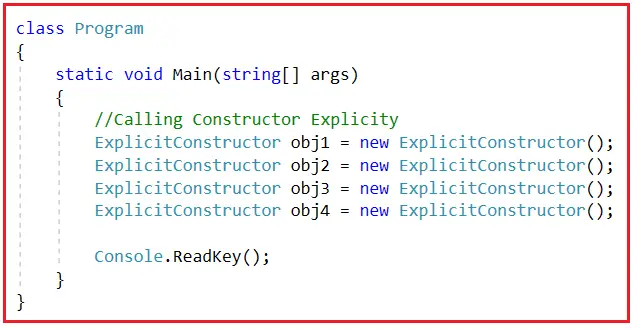 class Program
{
    static void Main(string[] args)
    {
        //Calling Constructor Explicity
        ExplicitConstructor obj1 = new ExplicitConstructor();
        ExplicitConstructor obj2 = new ExplicitConstructor();
        ExplicitConstructor obj3 = new ExplicitConstructor();
        ExplicitConstructor obj4 = new ExplicitConstructor();

        Console.ReadKey();
    }
}